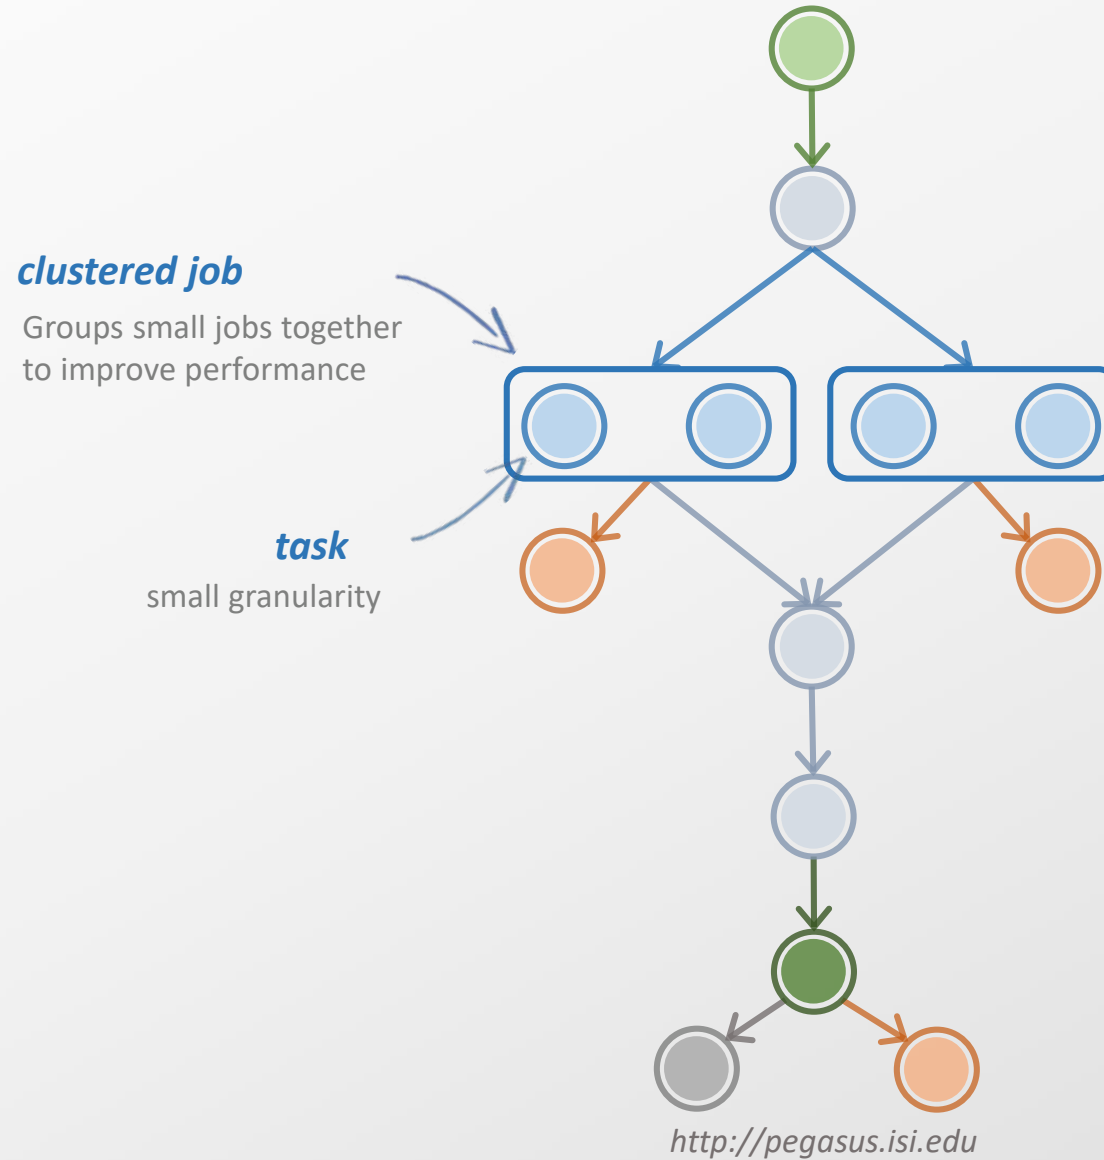 clustered job
Groups small jobs together
to improve performance
task
small granularity
http://pegasus.isi.edu